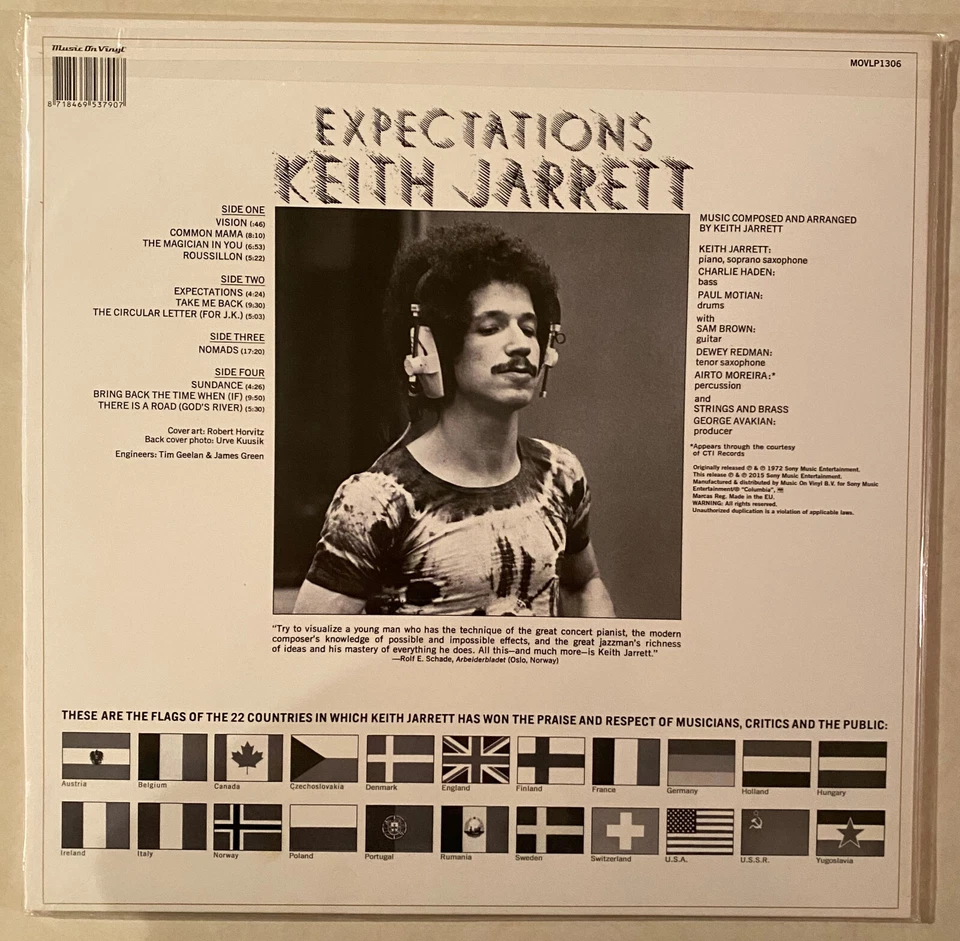 Music On Vinyl
8 718469 537907
MOVLP1306
EXPECTATIONS
KEITH JARRETT
SIDE ONE
VISION (:46)
COMMON MAMA (8:10)
THE MAGICIAN IN YOU (6:53)
ROUSSILLON (5:22)
SIDE TWO
EXPECTATIONS (4:24)
TAKE ME BACK (9:30)
THE CIRCULAR LETTER (FOR J.K.) (5:03)
SIDE THREE
NOMADS (17:20)
SIDE FOUR
SUNDANCE (4:26)
BRING BACK THE TIME WHEN (IF) (9:50)
THERE IS A ROAD (GOD'S RIVER) (5:30)
Cover art: Robert Horvitz
Back cover photo: Urve Kuusik
Engineers: Tim Geelan & James Green
MUSIC COMPOSED AND ARRANGED
BY KEITH JARRETT
KEITH JARRETT:
piano, soprano saxophone
CHARLIE HADEN:
bass
PAUL MOTIAN:
drums
with
SAM BROWN:
guitar
DEWEY REDMAN:
tenor saxophone
AIRTO MOREIRA:*
percussion
and
STRINGS AND BRASS
GEORGE AVAKIAN:
producer
*Appears through the courtesy
of CTI Records
Originally released ℗ & © 1972 Sony Music Entertainment.
This release ℗ & © 2015 Sony Music Entertainment.
Manufactured & distributed by Music On Vinyl B.V. for Sony Music
Entertainment/® "Columbia",
Marcas Reg. Made in the EU.
WARNING: All rights reserved.
Unauthorized duplication is a violation of applicable laws.
"Try to visualize a young man who has the technique of the great concert pianist, the modern
composer's knowledge of possible and impossible effects, and the great jazzman's richness
of ideas and his mastery of everything he does. All this—and much more—is Keith Jarrett."
—Rolf E. Schade, Arbeiderbladet (Oslo, Norway)
THESE ARE THE FLAGS OF THE 22 COUNTRIES IN WHICH KEITH JARRETT HAS WON THE PRAISE AND RESPECT OF MUSICIANS, CRITICS AND THE PUBLIC:
Austria
Belgium
Canada
Czechoslovakia
Denmark
England
Finland
France
Germany
Holland
Hungary
Ireland
Italy
Norway
Poland
Portugal
Rumania
Sweden
Switzerland
U.S.A.
U.S.S.R.
Yugoslavia